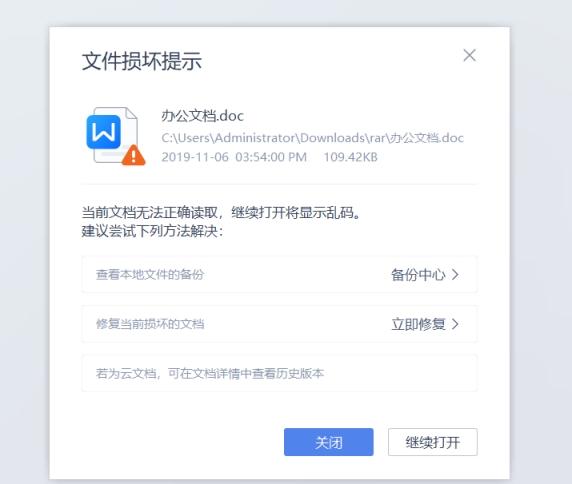 文件损坏提示
办公文档.doc
C:\Users\Administrator\Downloads\rar\办公文档.doc
2019-11-06 03:54:00 PM 109.42KB
当前文档无法正确读取，继续打开将显示乱码。
建议尝试下列方法解决：
查看本地文件的备份 备份中心 >
修复当前损坏的文档 立即修复 >
若为云文档，可在文档详情中查看历史版本
关闭 继续打开